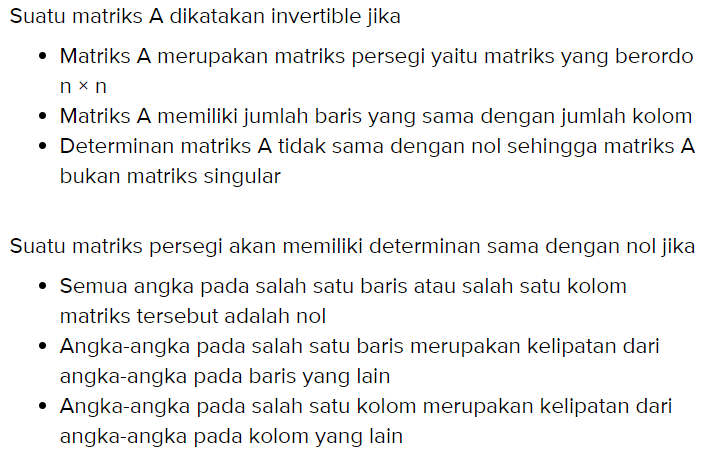 Suatu matriks A dikatakan invertible jika
• Matriks A merupakan matriks persegi yaitu matriks yang berordo
n × n
• Matriks A memiliki jumlah baris yang sama dengan jumlah kolom
• Determinan matriks A tidak sama dengan nol sehingga matriks A
bukan matriks singular
Suatu matriks persegi akan memiliki determinan sama dengan nol jika
• Semua angka pada salah satu baris atau salah satu kolom
matriks tersebut adalah nol
• Angka-angka pada salah satu baris merupakan kelipatan dari
angka-angka pada baris yang lain
• Angka-angka pada salah satu kolom merupakan kelipatan dari
angka-angka pada kolom yang lain